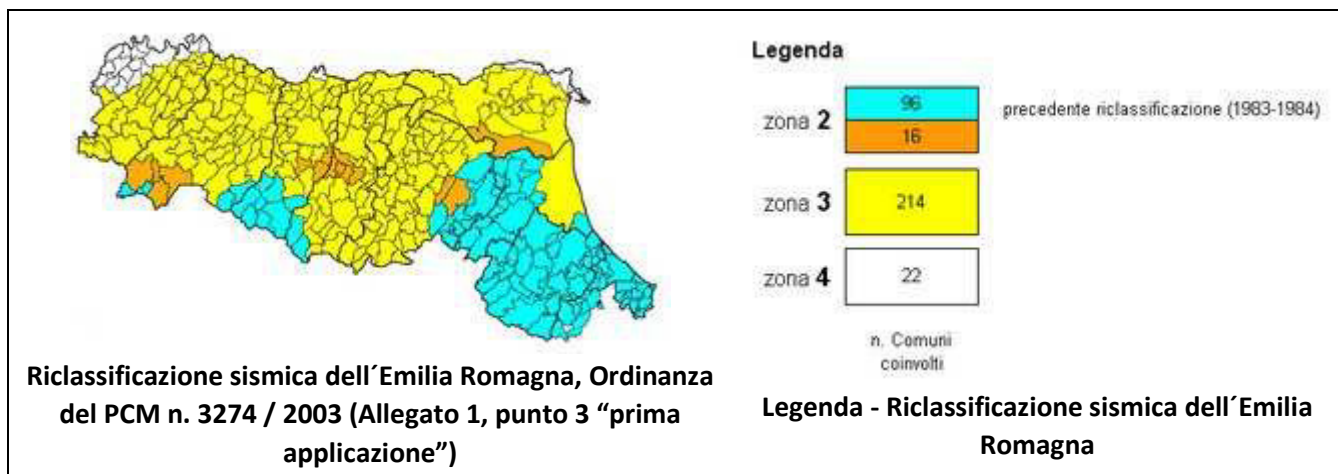 Legenda
zona 2
96
16
precedente riclassificazione (1983-1984)
zona 3
214
zona 4
22
n. Comuni
coinvolti
Riclassificazione sismica dell´Emilia Romagna, Ordinanza
del PCM n. 3274 / 2003 (Allegato 1, punto 3 “prima
applicazione”)
Legenda - Riclassificazione sismica dell´Emilia
Romagna